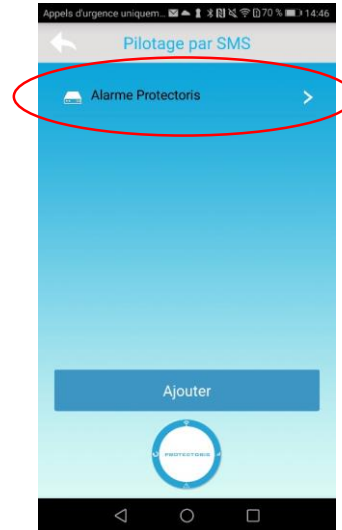 Appels d'urgence uniquem... 70 % 14:46
Pilotage par SMS
Alarme Protectoris
Ajouter
PROTECTORIS